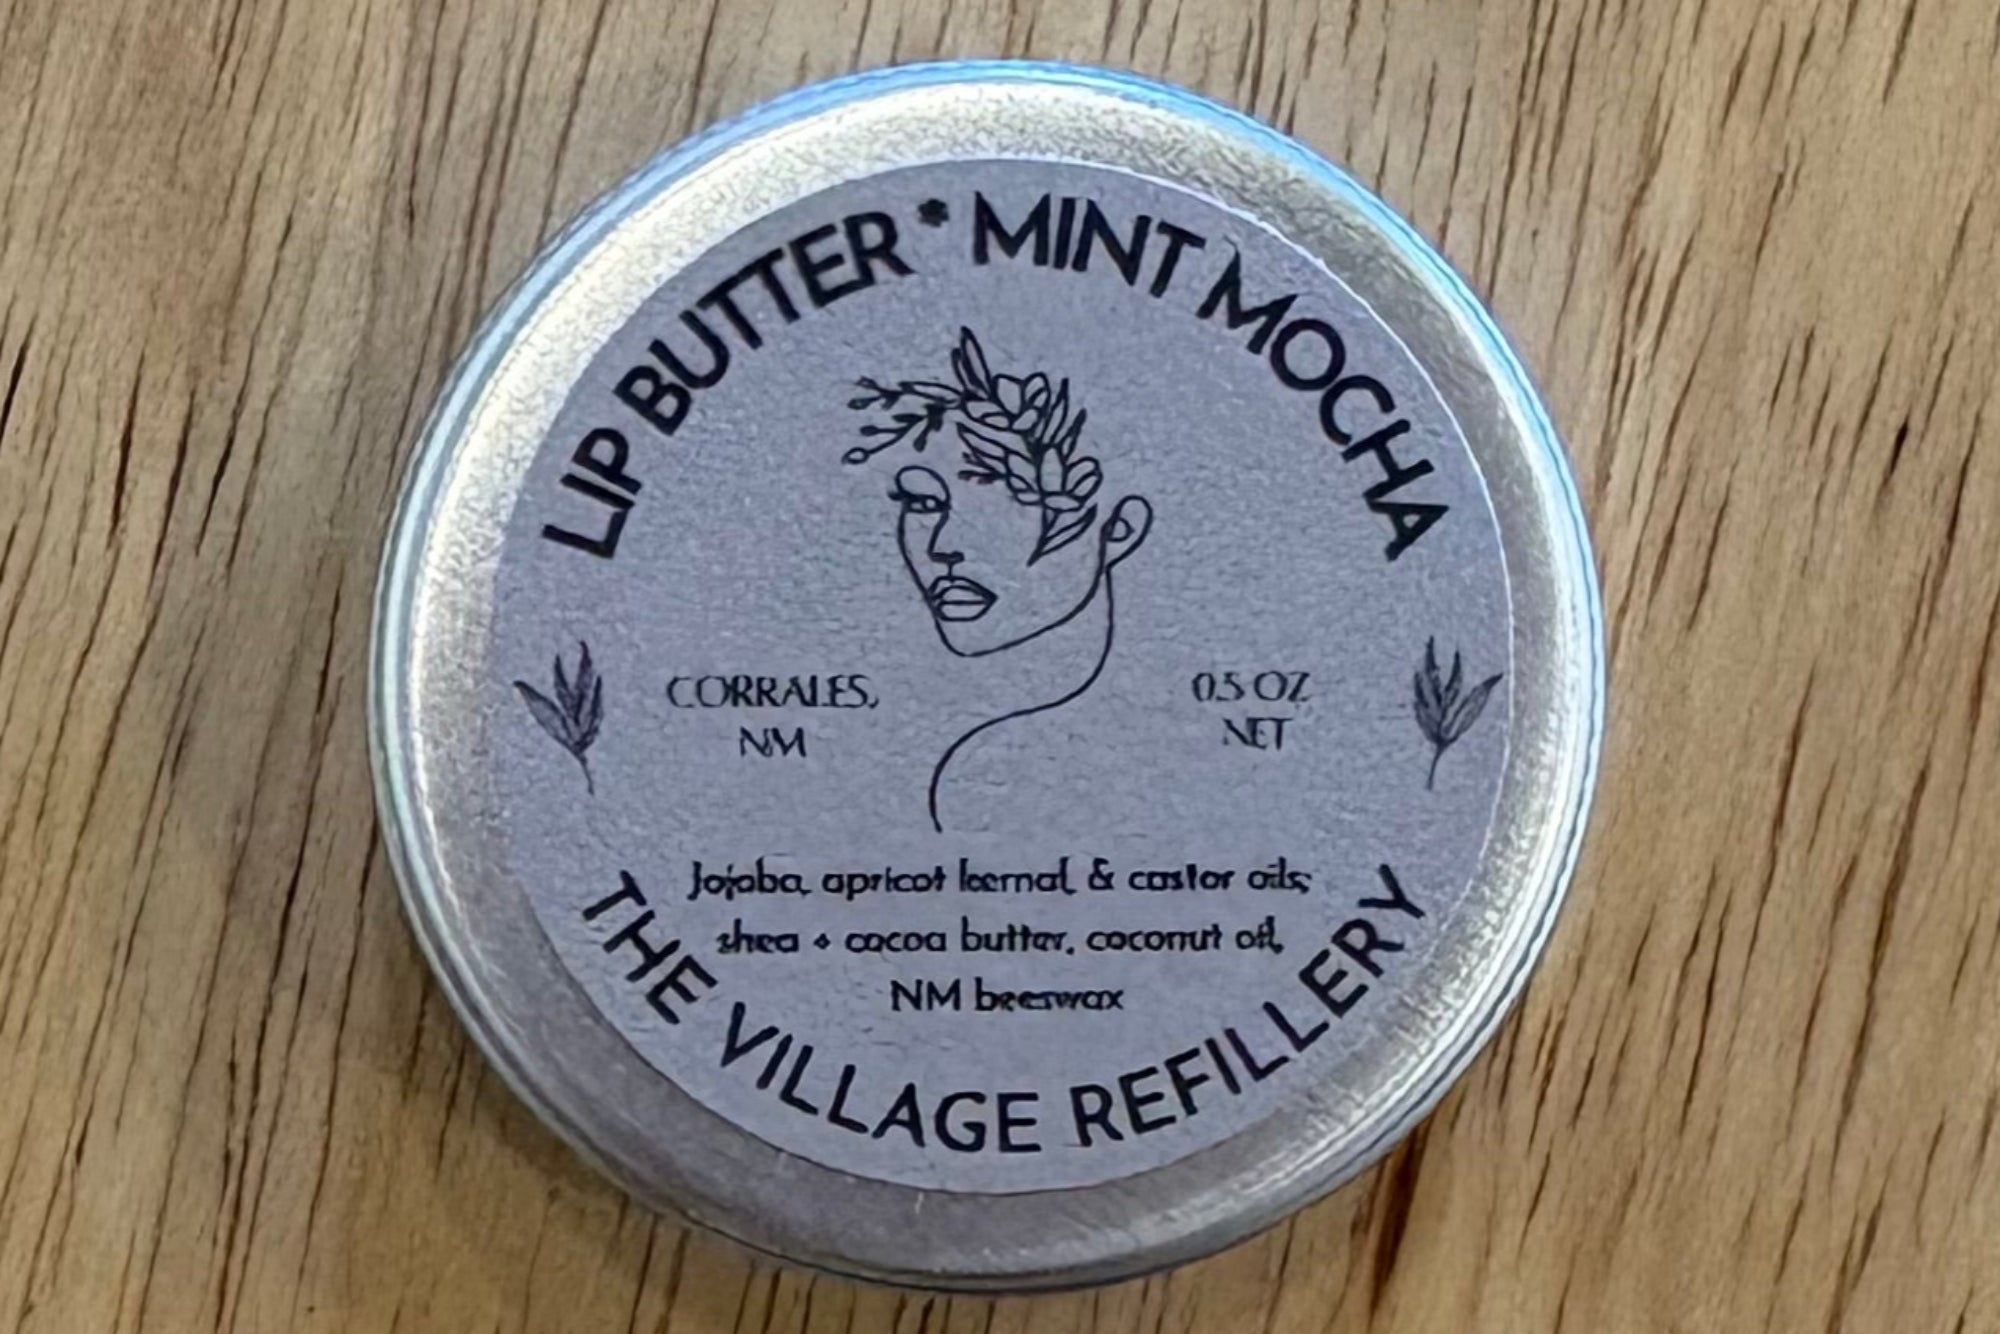 LIP BUTTER * MINT MOCHA
CORRALES,
NM
0.5 OZ
NET
Jojoba, apricot kernal, & castor oils;
shea + cocoa butter, coconut oil,
NM beeswax
THE VILLAGE REFILLERY